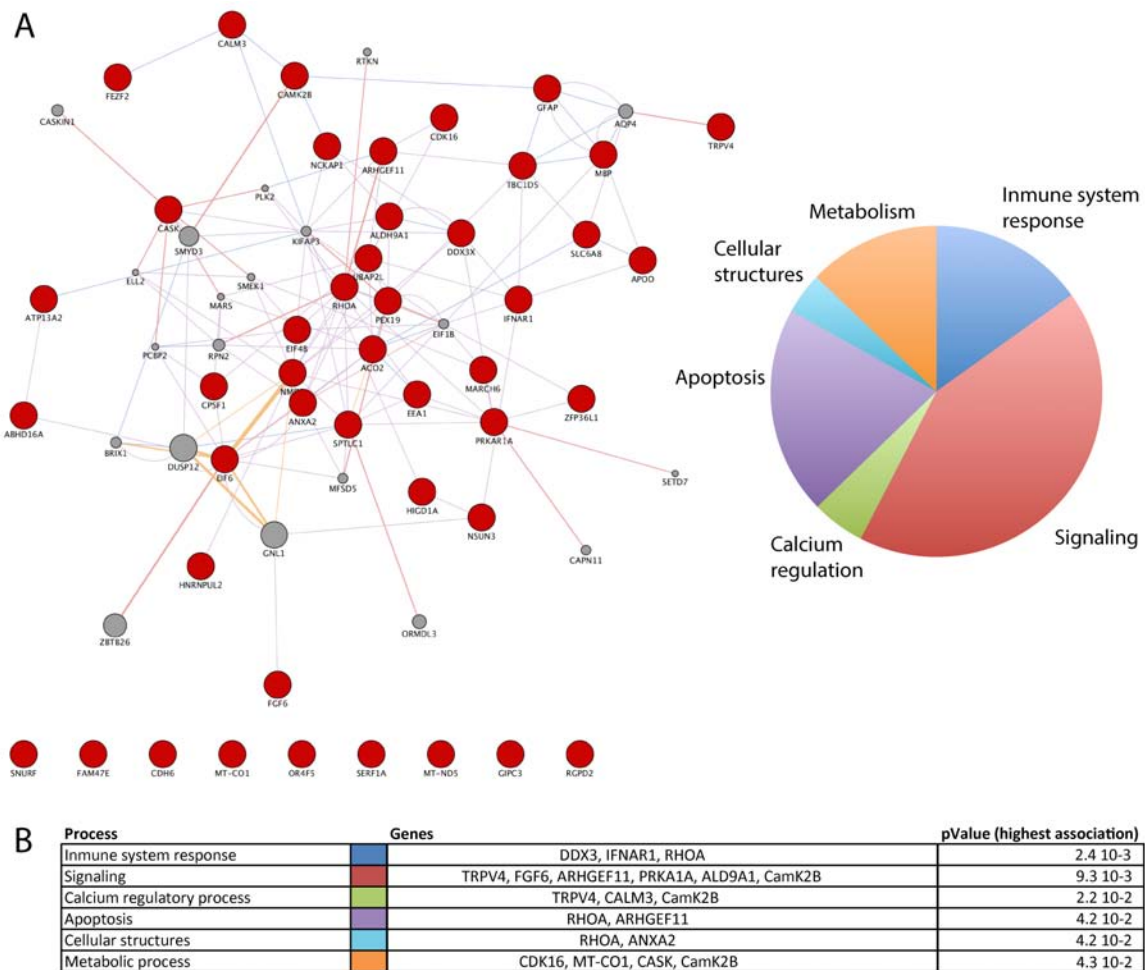 A
CALM3
RTKN
FEZF2
CAMK2B
GFAP
CASKIN1
AQP4
CDK16
TRPV4
NCKAP1
ARHGEF11
TBC1D5
MBP
PLK2
CASK
SMYD3
KIFAP3
ALDH9A1
DDX3X
SLC6A8
APOO
ELL2
SMEK1
UBAP2L
RHOA
MARS
PEX19
IFNAR1
ATP13A2
EIF1B
PCBP2
RPN2
EIF4B
ACO2
CPSF1
ANXA2
EEA1
MARCH6
ZFP36L1
ABHD16A
SPTLC1
PRKAR1A
BRIX1
DUSP12
DF6
MFSD5
SETD7
HIGD1A
NSUN3
GNL1
HNRNPUL2
CAPN11
ZBTB26
ORMDL3
FGF6
SNURF
FAM47E
CDH6
MT-CO1
OR4F5
SERF1A
MT-ND5
GIPC3
RGPD2
Metabolism
Inmune system
response
Cellular
structures
Apoptosis
Calcium
regulation
Signaling
B
Process Genes pValue (highest association)
Inmune system response DDX3, IFNAR1, RHOA 2.4 10-3
Signaling TRPV4, FGF6, ARHGEF11, PRKA1A, ALD9A1, CamK2B 9.3 10-3
Calcium regulatory process TRPV4, CALM3, CamK2B 2.2 10-2
Apoptosis RHOA, ARHGEF11 4.2 10-2
Cellular structures RHOA, ANXA2 4.2 10-2
Metabolic process CDK16, MT-CO1, CASK, CamK2B 4.3 10-2